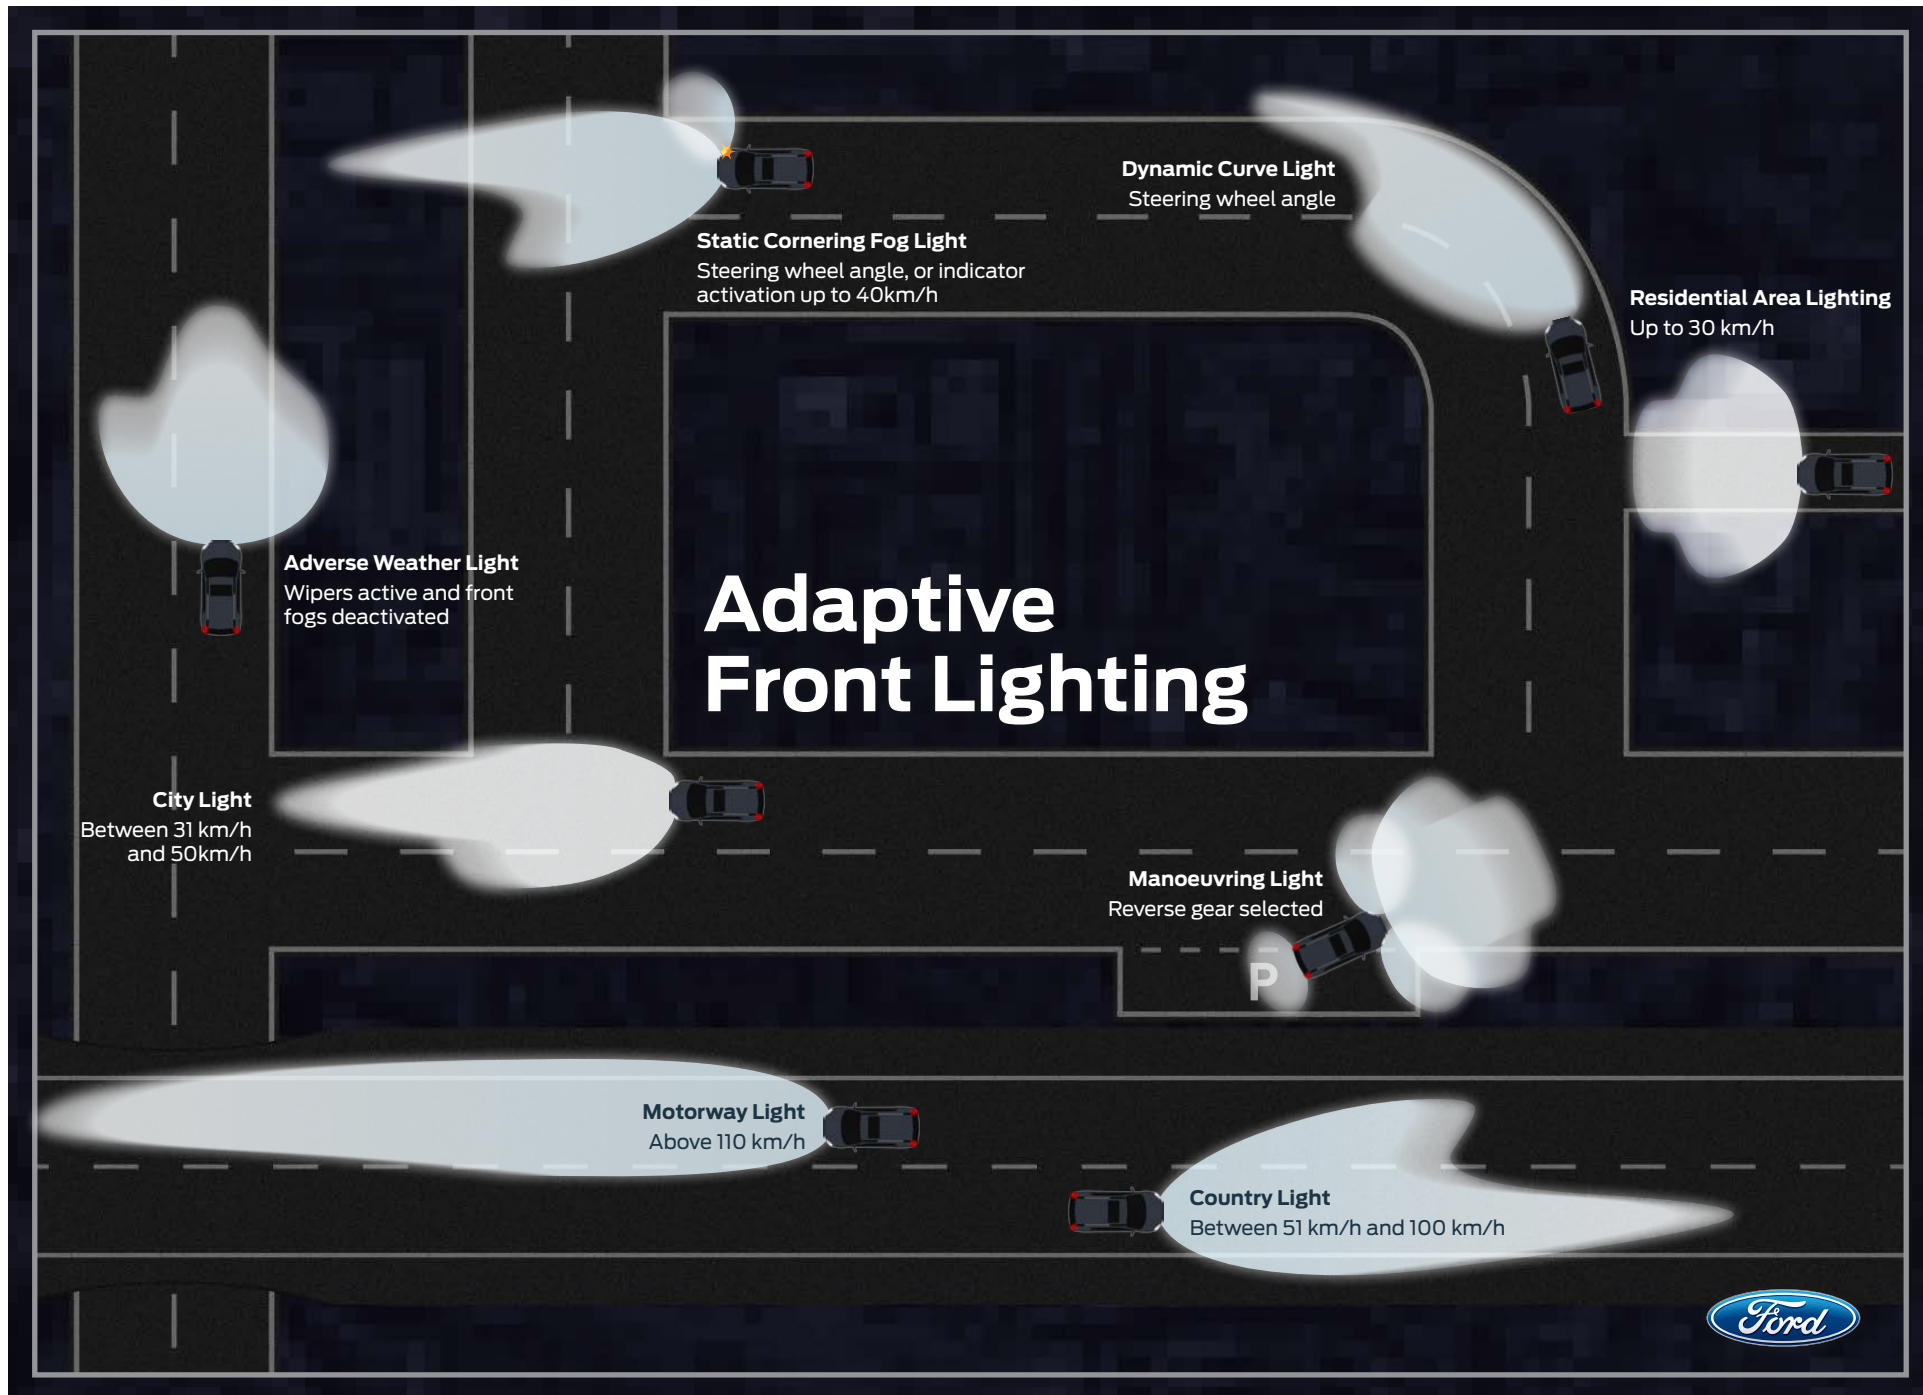 Dynamic Curve Light
Steering wheel angle
Static Cornering Fog Light
Steering wheel angle, or indicator
activation up to 40km/h
Residential Area Lighting
Up to 30 km/h
Adverse Weather Light
Wipers active and front
fogs deactivated
Adaptive
Front Lighting
City Light
Between 31 km/h
and 50km/h
Manoeuvring Light
Reverse gear selected
P
Motorway Light
Above 110 km/h
Country Light
Between 51 km/h and 100 km/h
Ford